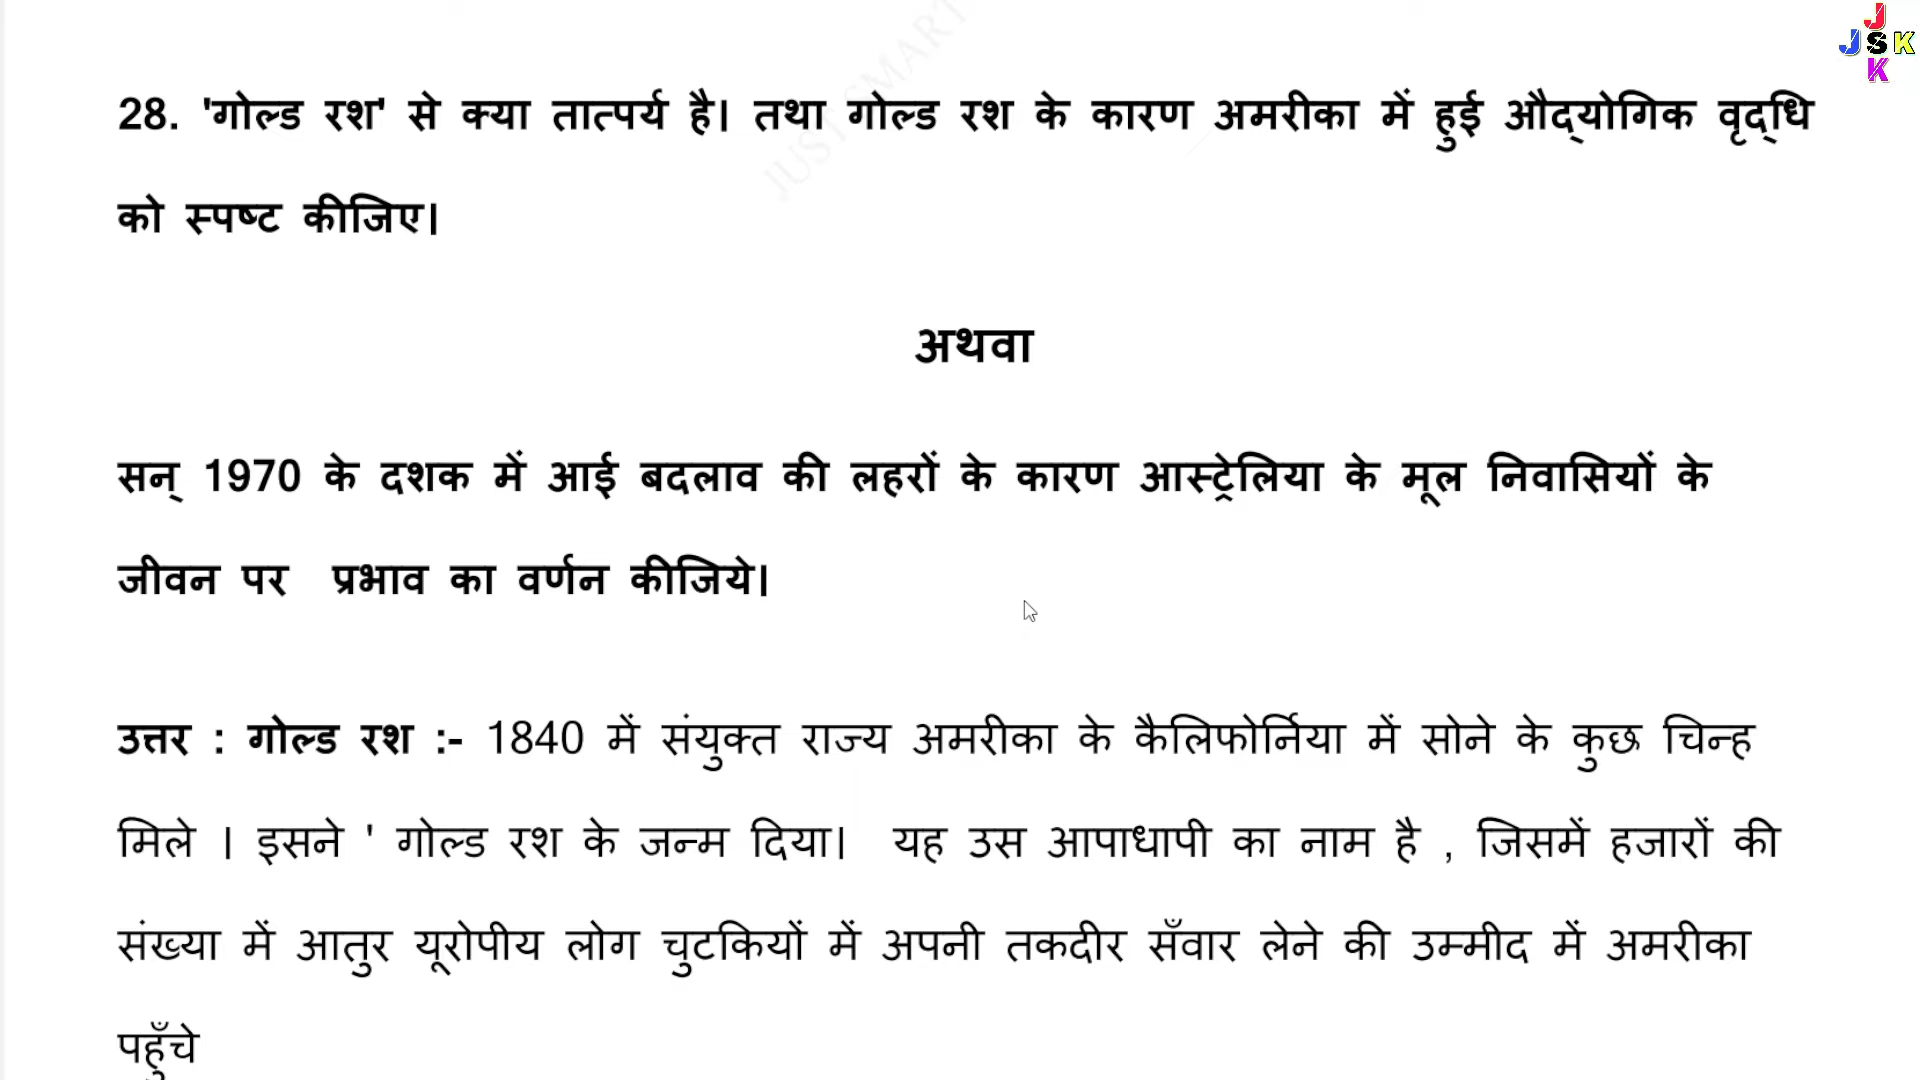 J
J S K
K
JUST SMART
28. 'गोल्ड रश' से क्या तात्पर्य है। तथा गोल्ड रश के कारण अमरीका में हुई औद्योगिक वृद्धि
को स्पष्ट कीजिए।
अथवा
सन् 1970 के दशक में आई बदलाव की लहरों के कारण आस्ट्रेलिया के मूल निवासियों के
जीवन पर प्रभाव का वर्णन कीजिये।
उत्तर : गोल्ड रश :- 1840 में संयुक्त राज्य अमरीका के कैलिफोर्निया में सोने के कुछ चिन्ह
मिले । इसने ' गोल्ड रश के जन्म दिया। यह उस आपाधापी का नाम है , जिसमें हजारों की
संख्या में आतुर यूरोपीय लोग चुटकियों में अपनी तकदीर सँवार लेने की उम्मीद में अमरीका
पहुँचे